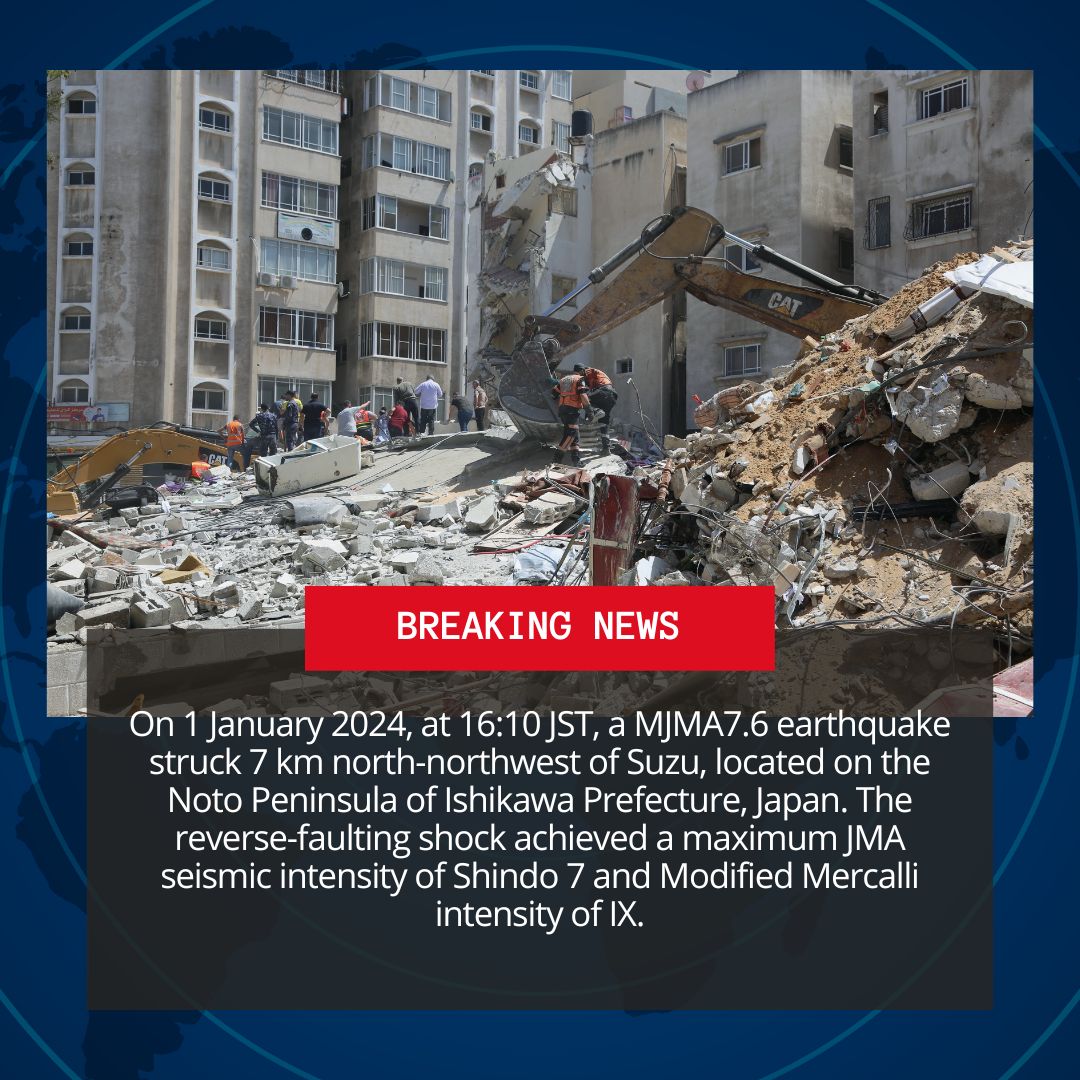 CAT
CAT
BREAKING NEWS
On 1 January 2024, at 16:10 JST, a MJMA7.6 earthquake
struck 7 km north-northwest of Suzu, located on the
Noto Peninsula of Ishikawa Prefecture, Japan. The
reverse-faulting shock achieved a maximum JMA
seismic intensity of Shindo 7 and Modified Mercalli
intensity of IX.